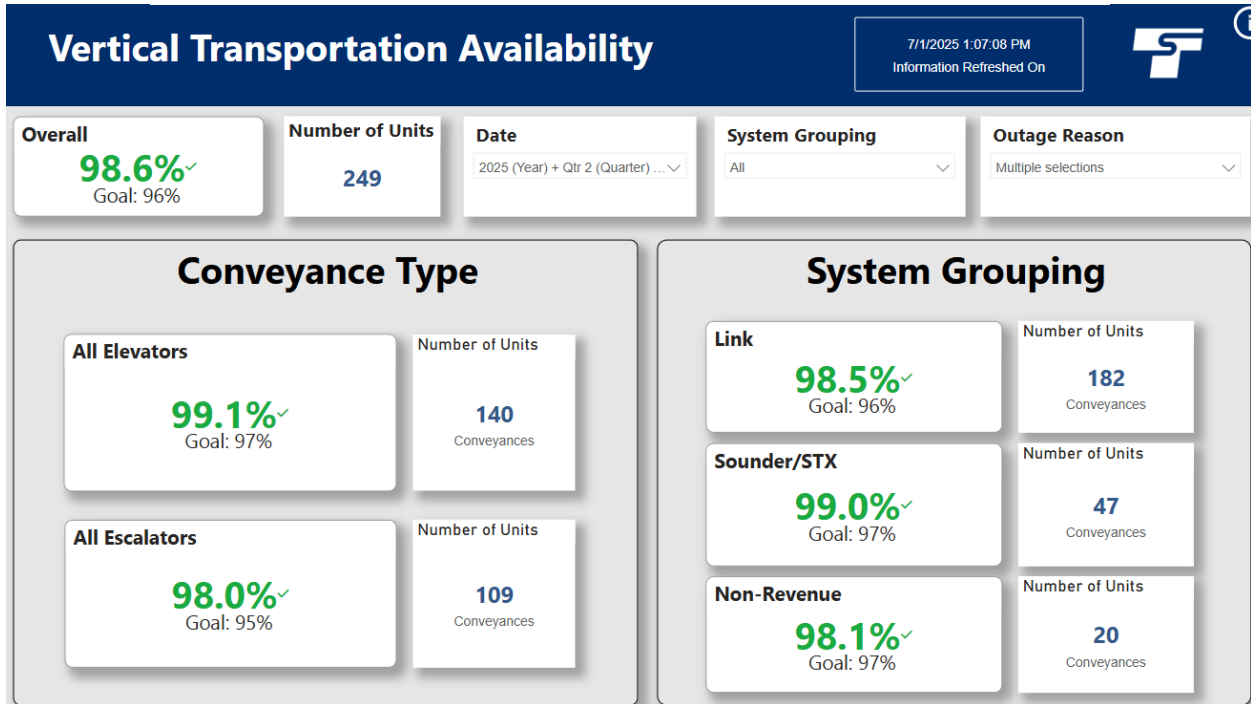 Vertical Transportation Availability
7/1/2025 1:07:08 PM
Information Refreshed On
Overall
98.6%
Goal: 96%
Number of Units
249
Date
2025 (Year) + Qtr 2 (Quarter) ...
System Grouping
All
Outage Reason
Multiple selections
Conveyance Type
All Elevators
99.1%
Goal: 97%
Number of Units
140
Conveyances
All Escalators
98.0%
Goal: 95%
Number of Units
109
Conveyances
System Grouping
Link
98.5%
Goal: 96%
Number of Units
182
Conveyances
Sounder/STX
99.0%
Goal: 97%
Number of Units
47
Conveyances
Non-Revenue
98.1%
Goal: 97%
Number of Units
20
Conveyances